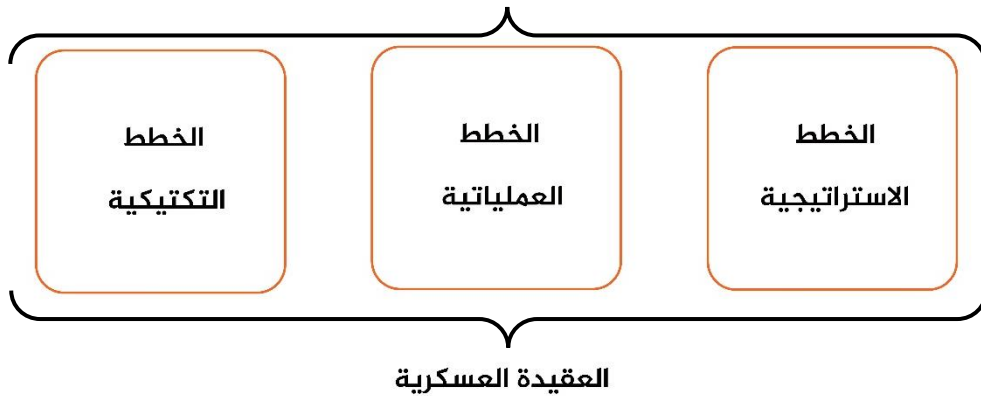 الخطط
الاستراتيجية
الخطط
العملياتية
الخطط
التكتيكية
العقيدة العسكرية